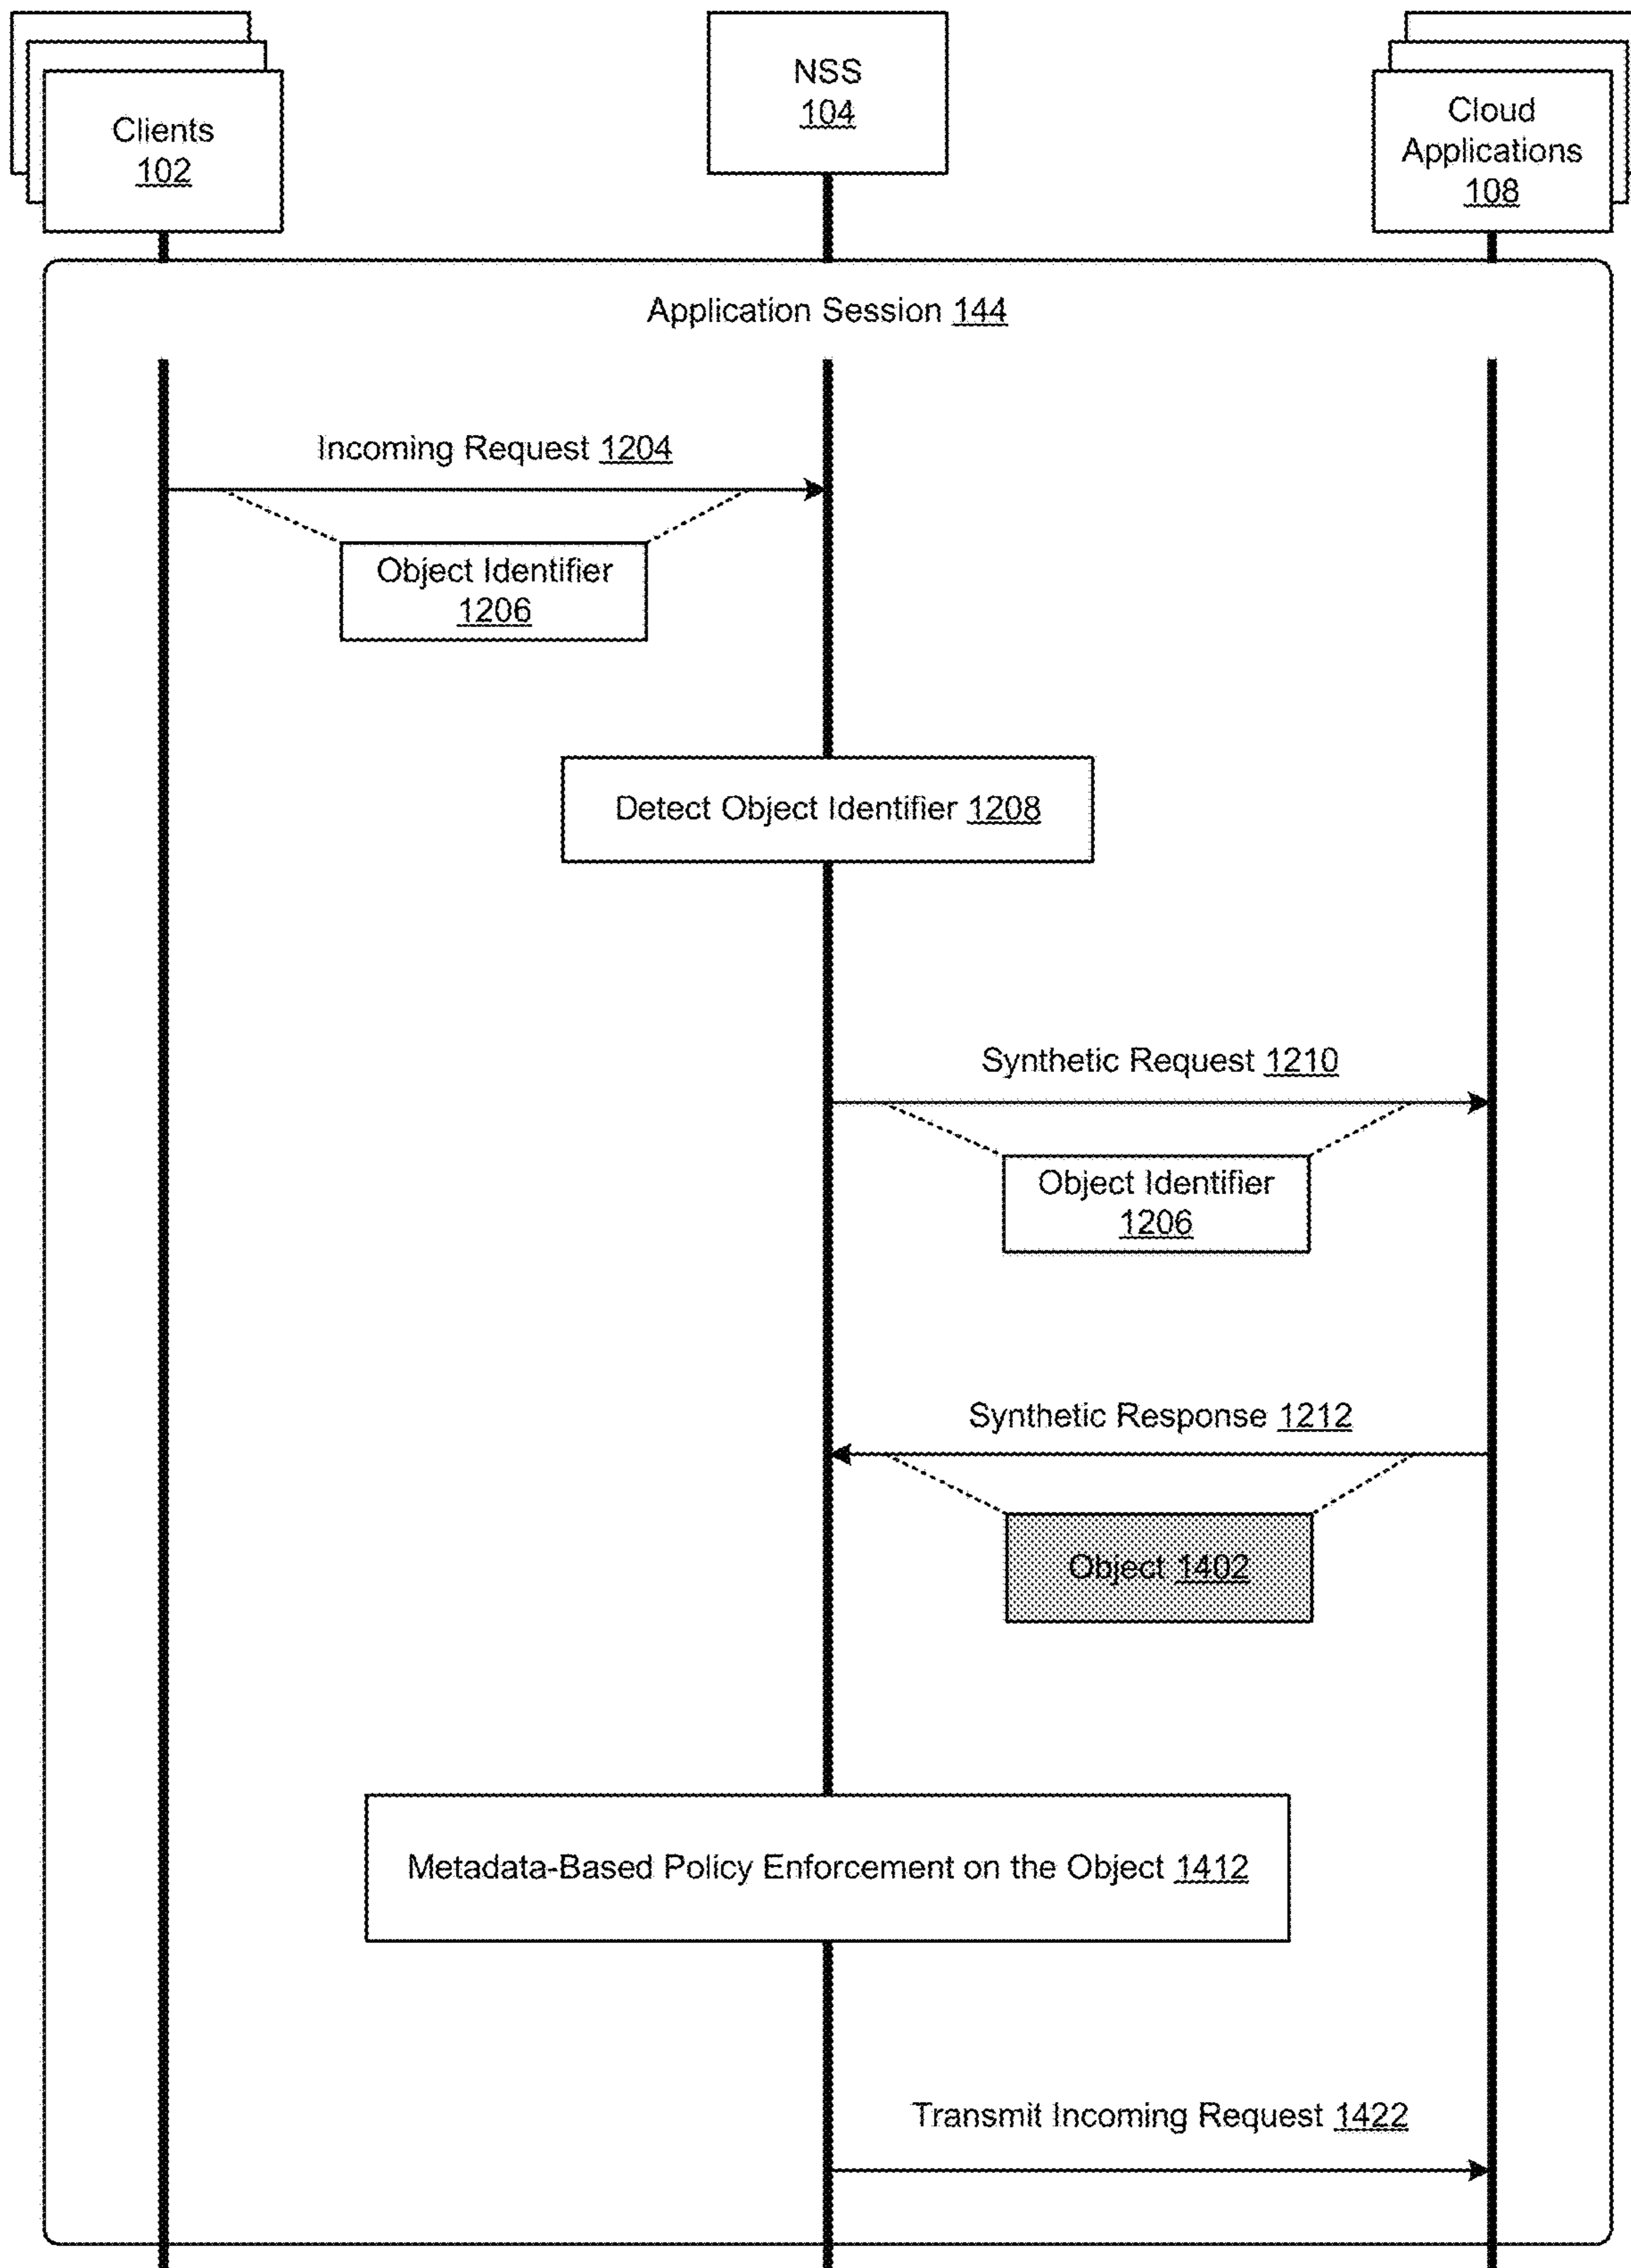 NSS
104
Clients
102
Cloud
Applications
108
Application Session 144
Incoming Request 1204
Object Identifier
1206
Detect Object Identifier 1208
Synthetic Request 1210
Object Identifier
1206
Synthetic Response 1212
Object 1402
Metadata-Based Policy Enforcement on the Object 1412
Transmit Incoming Request 1422